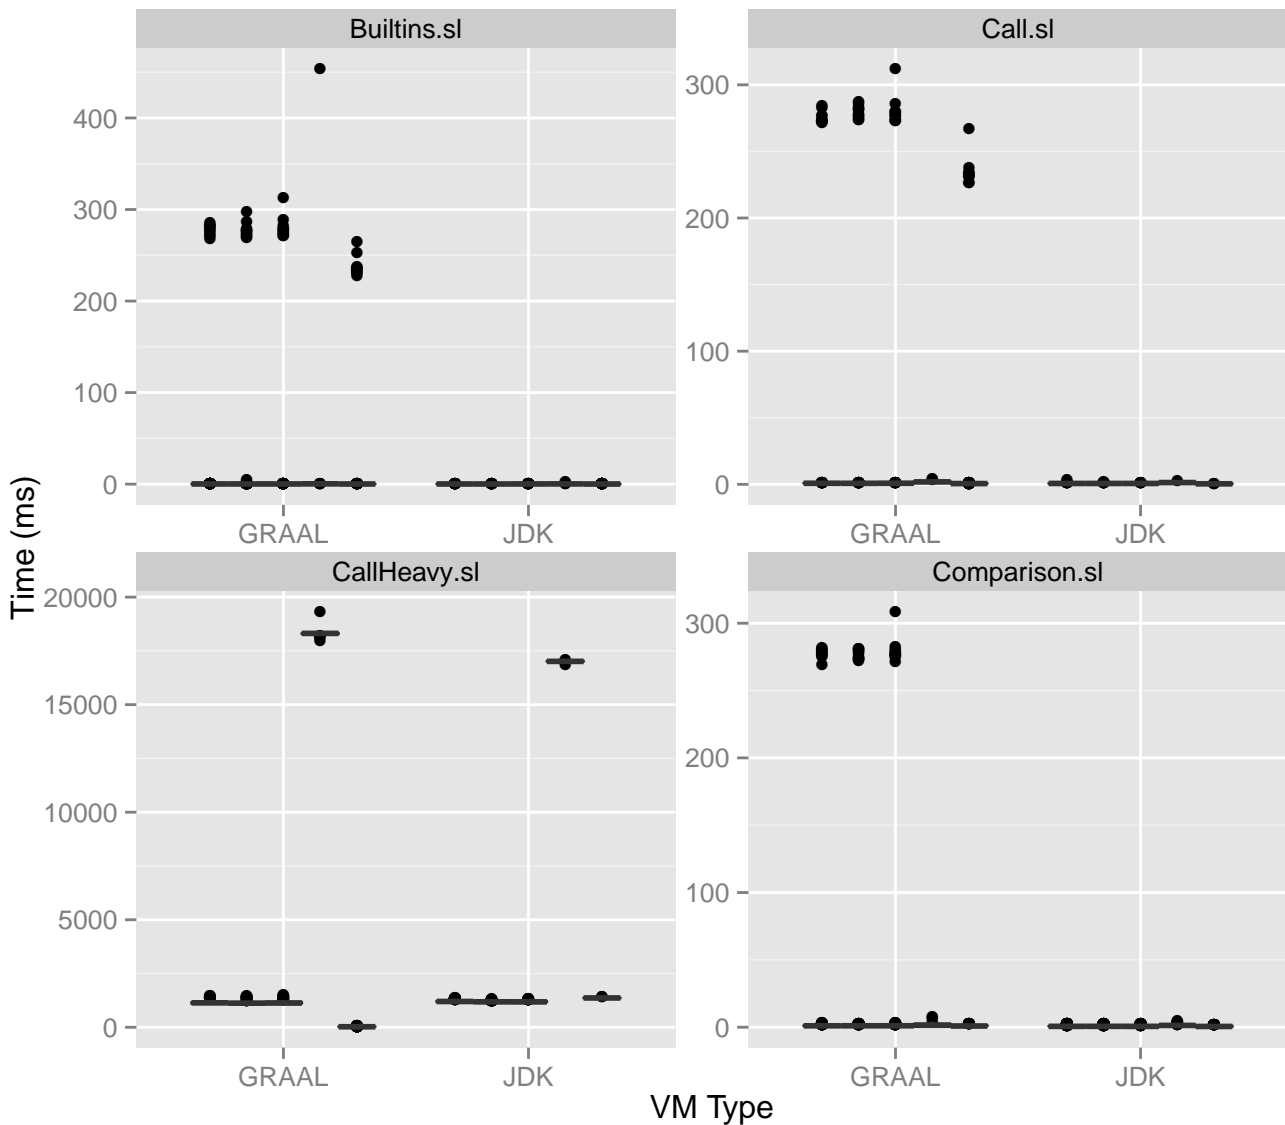 Builtins.sl
Call.sl
400
300
200
100
0
300
200
100
0
GRAAL
JDK
GRAAL
JDK
CallHeavy.sl
Comparison.sl
20000
15000
10000
5000
0
300
200
100
0
GRAAL
JDK
GRAAL
JDK
Time (ms)
VM Type